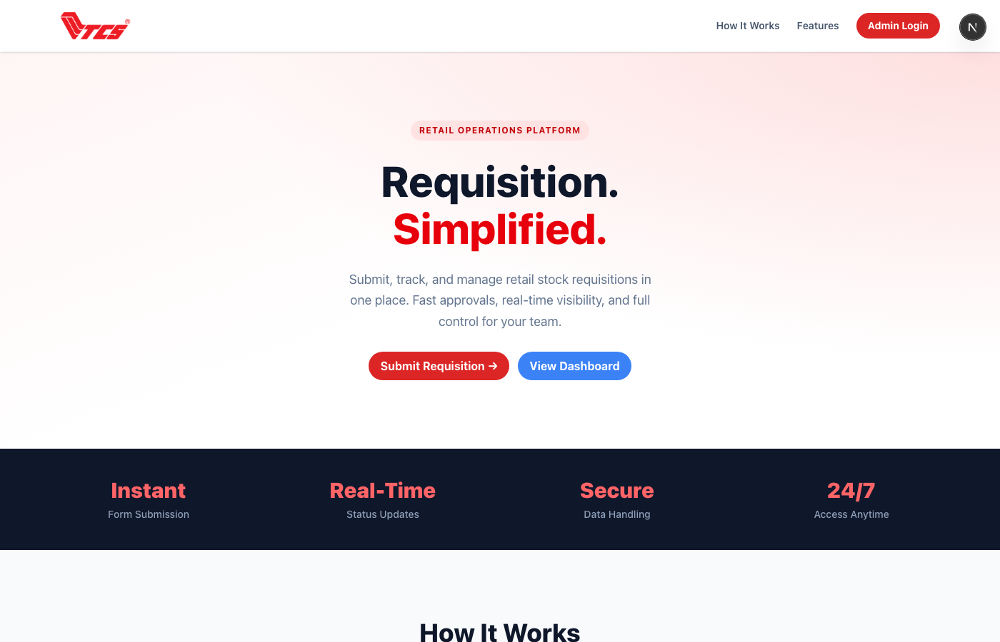 TCS®
How It Works
Features
Admin Login
N
RETAIL OPERATIONS PLATFORM
Requisition.
Simplified.
Submit, track, and manage retail stock requisitions in
one place. Fast approvals, real-time visibility, and full
control for your team.
Submit Requisition →
View Dashboard
Instant
Form Submission
Real-Time
Status Updates
Secure
Data Handling
24/7
Access Anytime
How It Works